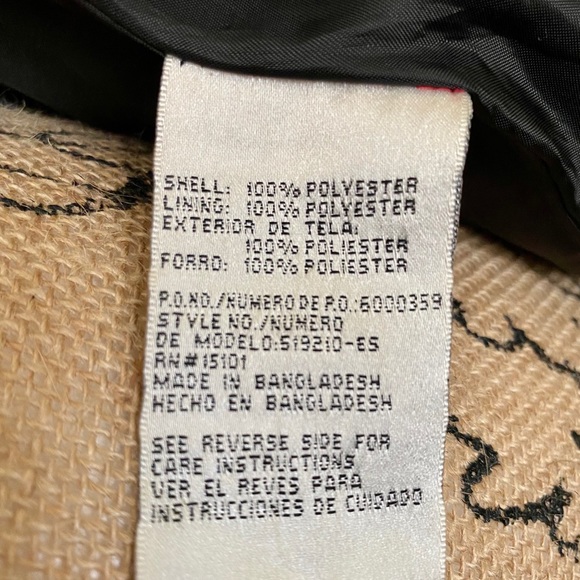 SHELL: 100% POLYESTER
LINING: 100% POLYESTER
EXTERIOR DE TELA:
100% POLIESTER
FORRO: 100% POLIESTER
P.O.NO./NUMERO DE P.O.:6000359
STYLE NO./NUMERO
DE MODELO:519210-ES
RN#15101
MADE IN BANGLADESH
HECHO EN BANGLADESH
SEE REVERSE SIDE FOR
CARE INSTRUCTIONS
VER EL REVES PARA
INSTRUCCIONES DE CUIDADO